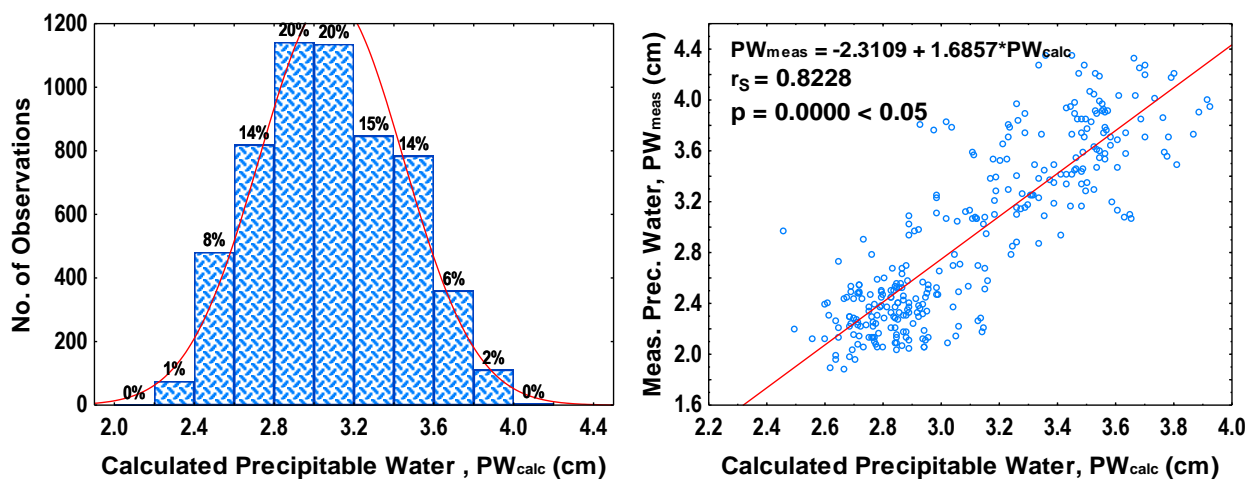 No. of Observations
1200
1000
800
600
400
200
0
0%
1%
8%
14%
20%
20%
15%
14%
6%
2%
0%
2.0 2.4 2.8 3.2 3.6 4.0 4.4
Calculated Precipitable Water , PWcalc (cm)
Meas. Prec. Water, PWmeas (cm)
4.4
4.0
3.6
3.2
2.8
2.4
2.0
1.6
PWmeas = -2.3109 + 1.6857*PWcalc
rS = 0.8228
p = 0.0000 < 0.05
2.2 2.4 2.6 2.8 3.0 3.2 3.4 3.6 3.8 4.0
Calculated Precipitable Water, PWcalc (cm)